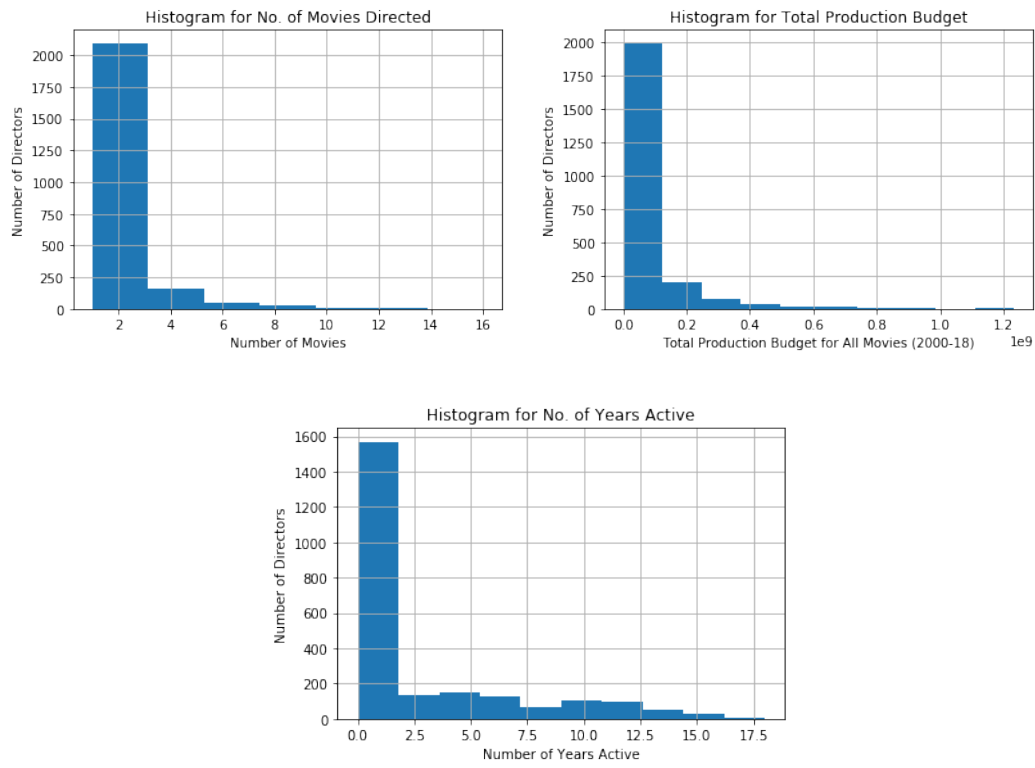 Histogram for No. of Movies Directed
2000
1750
1500
1250
1000
750
500
250
0
Number of Directors
2 4 6 8 10 12 14 16
Number of Movies
Histogram for Total Production Budget
2000
1750
1500
1250
1000
750
500
250
0
Number of Directors
0.0 0.2 0.4 0.6 0.8 1.0 1.2
1e9
Total Production Budget for All Movies (2000-18)
Histogram for No. of Years Active
1600
1400
1200
1000
800
600
400
200
0
Number of Directors
0.0 2.5 5.0 7.5 10.0 12.5 15.0 17.5
Number of Years Active